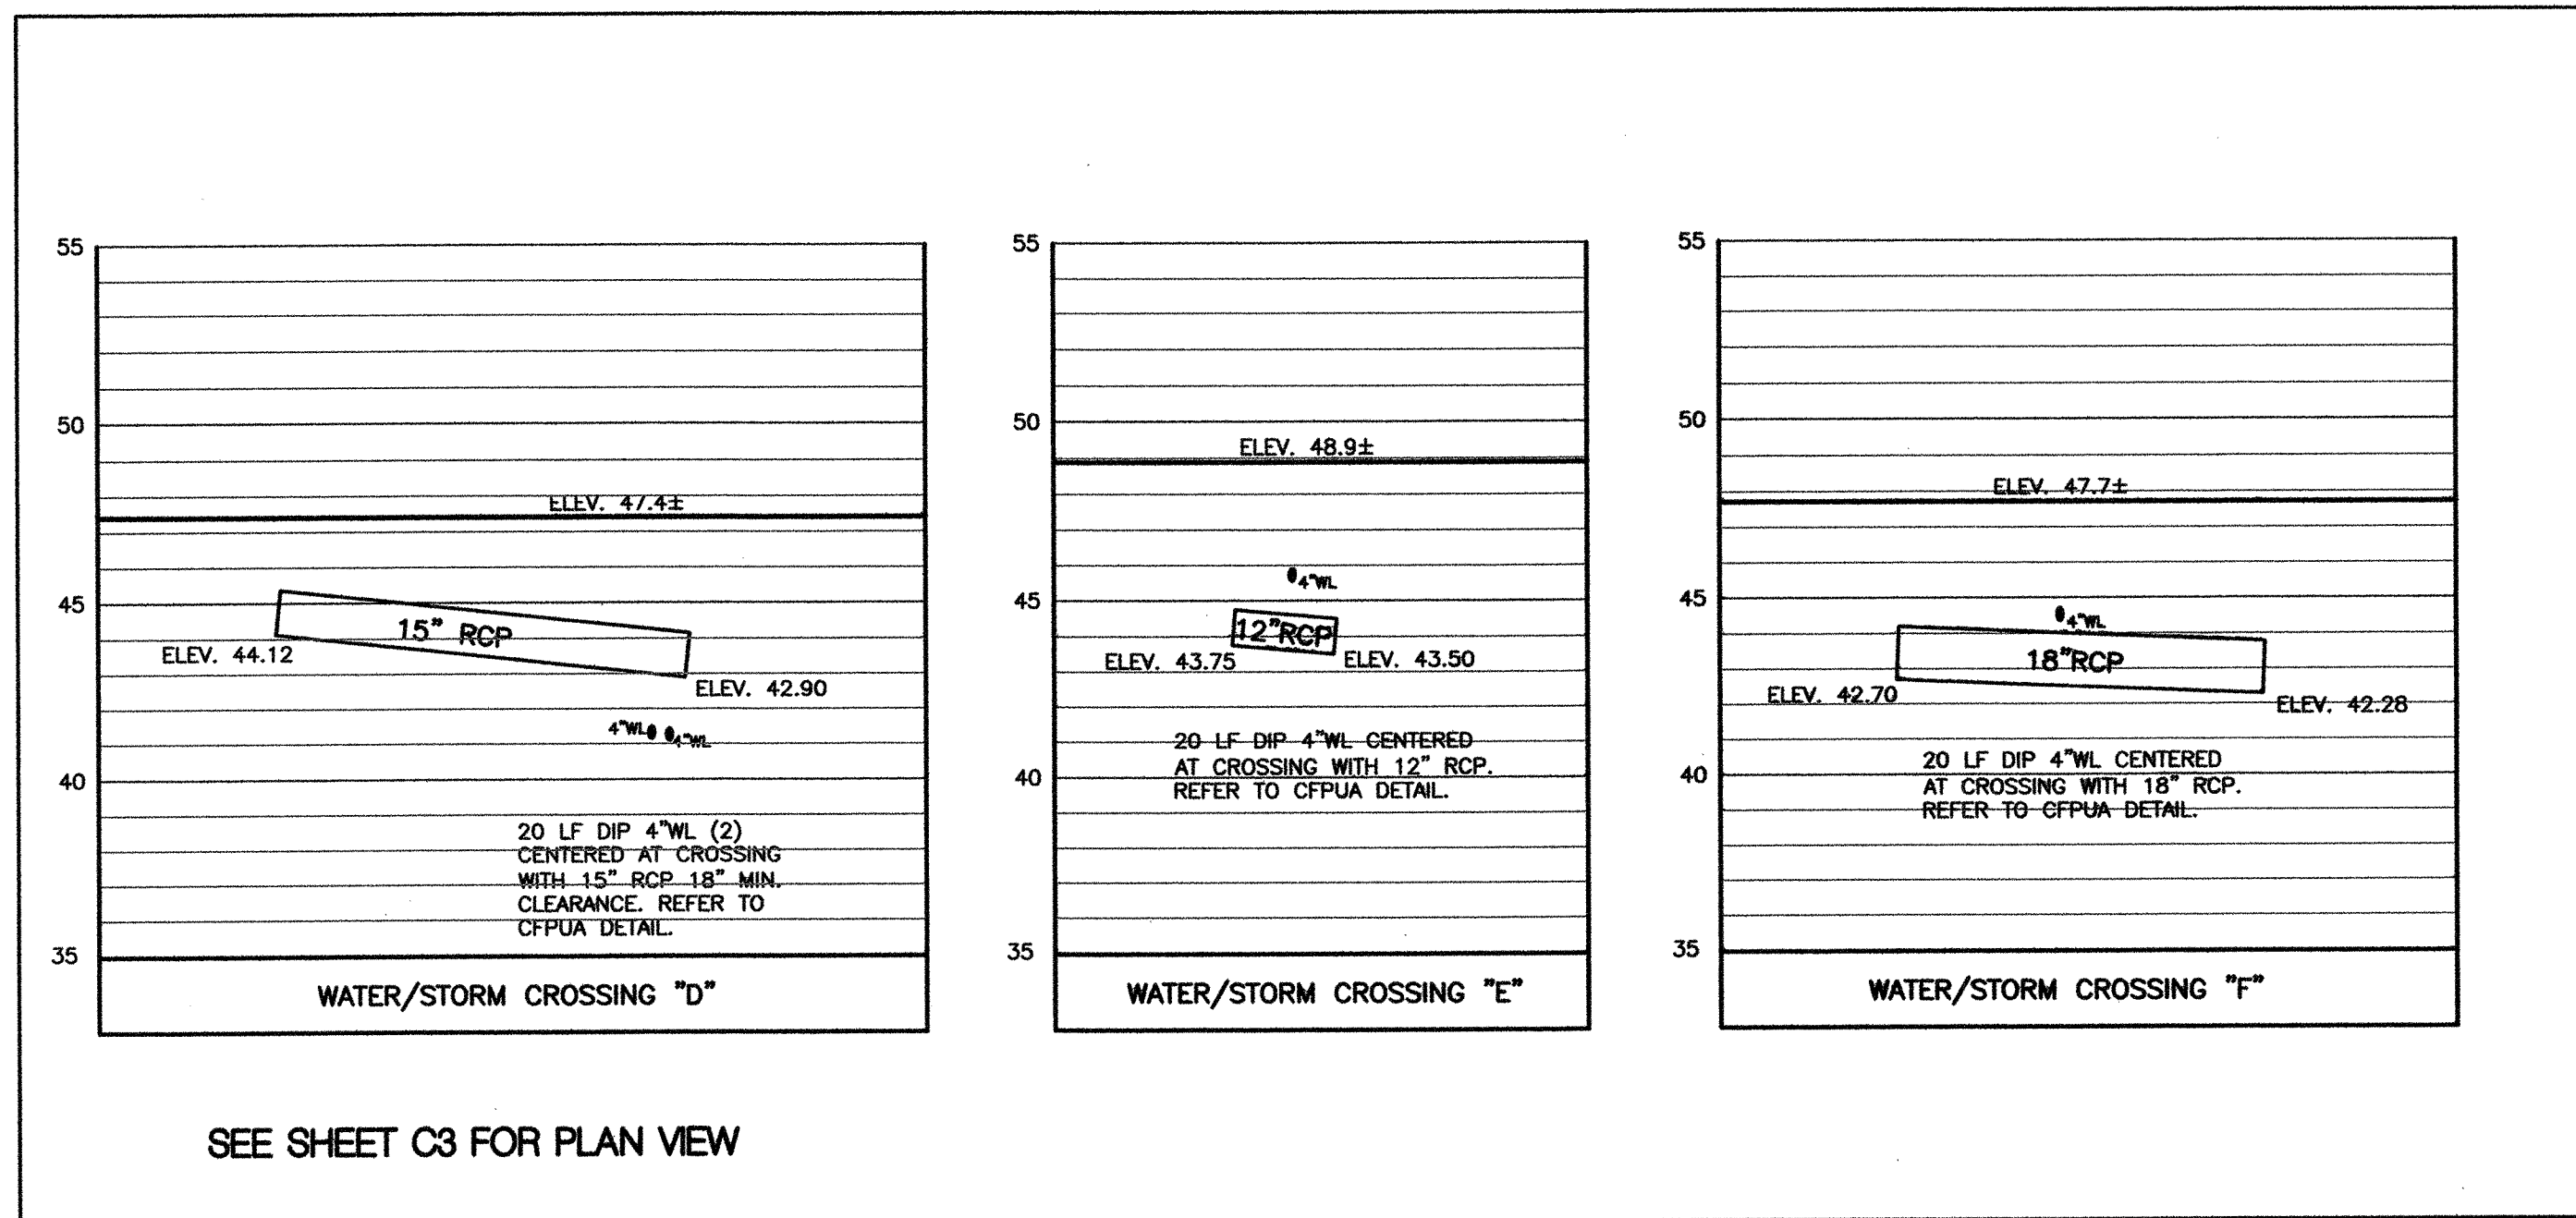 55
50
45
40
35
ELEV. 47.4±
15" RCP
ELEV. 44.12
ELEV. 42.90
4"WL
4"WL
20 LF DIP 4"WL (2)
CENTERED AT CROSSING
WITH 15" RCP 18" MIN.
CLEARANCE. REFER TO
CFPUA DETAIL.
WATER/STORM CROSSING "D"
55
50
45
40
35
ELEV. 48.9±
4"WL
12"RCP
ELEV. 43.75
ELEV. 43.50
20 LF DIP 4"WL CENTERED
AT CROSSING WITH 12" RCP.
REFER TO CFPUA DETAIL.
WATER/STORM CROSSING "E"
55
50
45
40
35
ELEV. 47.7±
4"WL
18"RCP
ELEV. 42.70
ELEV. 42.28
20 LF DIP 4"WL CENTERED
AT CROSSING WITH 18" RCP.
REFER TO CFPUA DETAIL.
WATER/STORM CROSSING "F"
SEE SHEET C3 FOR PLAN VIEW